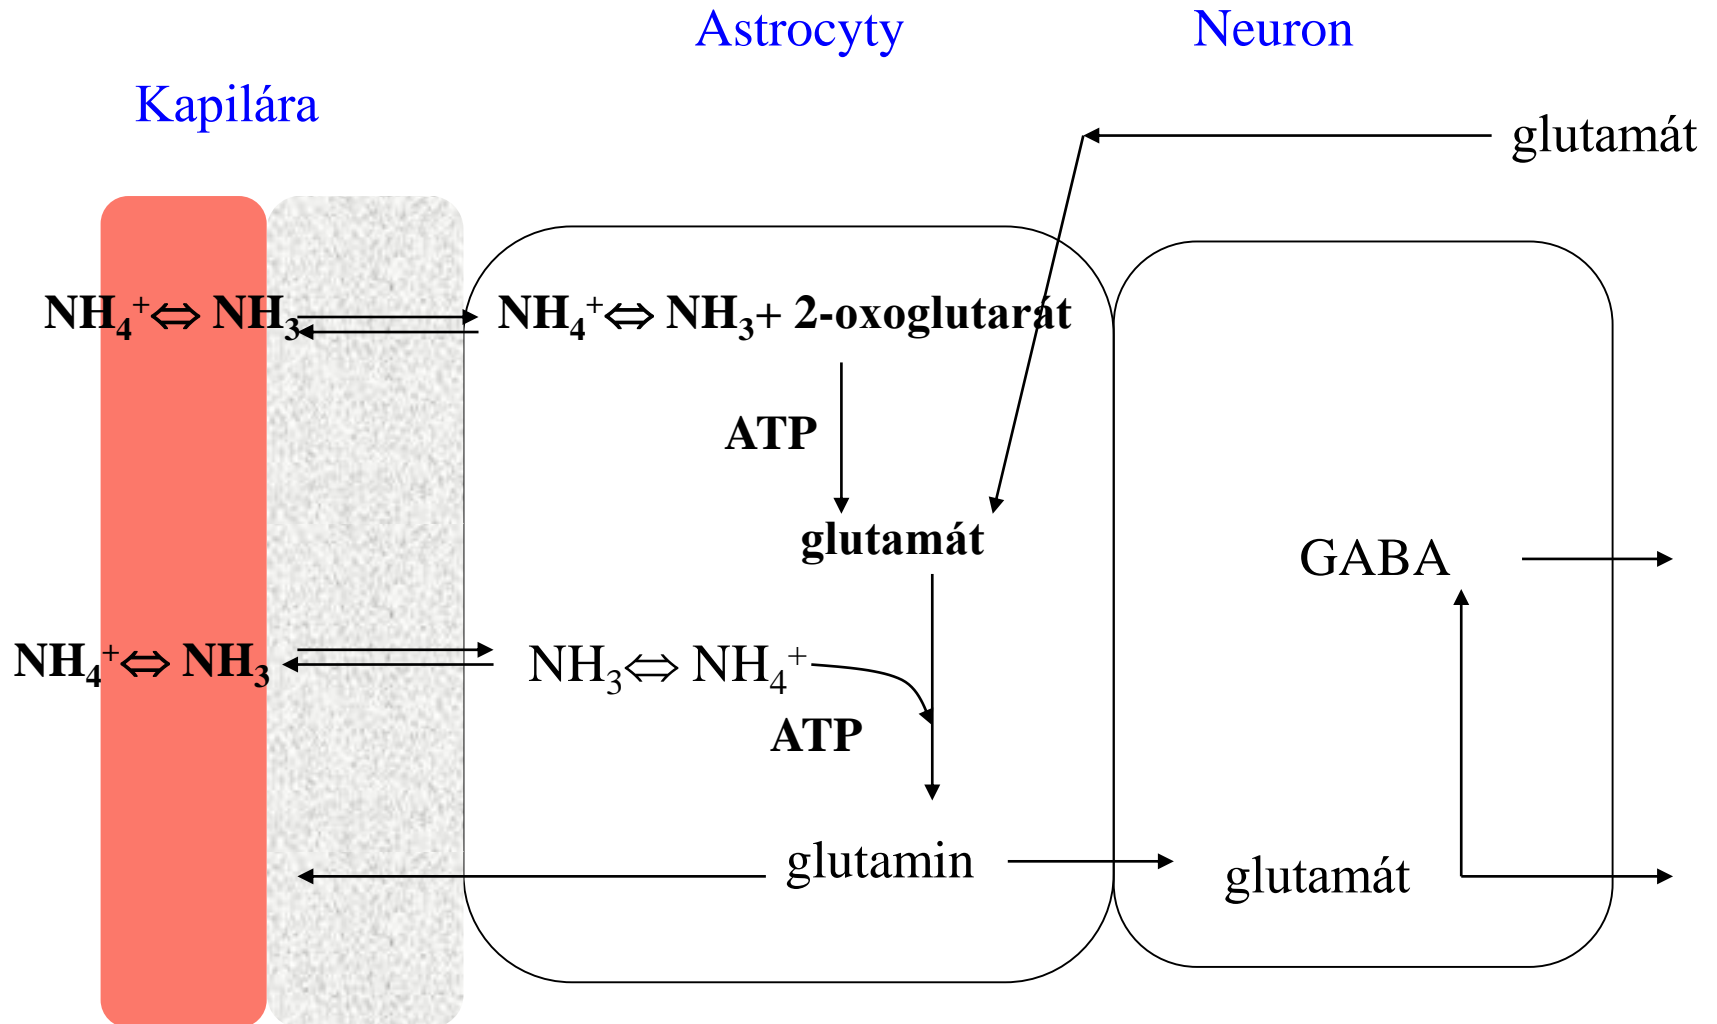 Astrocyty
Neuron
Kapilára
glutamát
NH₄⁺⇔ NH₃
NH₄⁺⇔ NH₃+ 2-oxoglutarát
ATP
glutamát
GABA
NH₄⁺⇔ NH₃
NH₃⇔ NH₄⁺
ATP
glutamin
glutamát